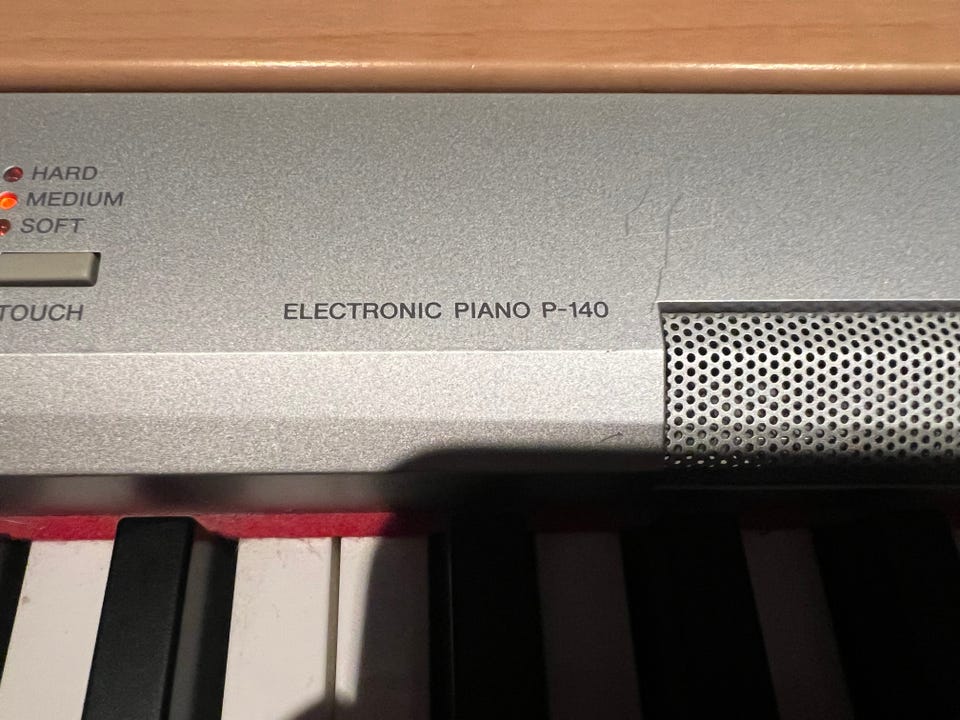 HARD
MEDIUM
SOFT
TOUCH
ELECTRONIC PIANO P-140